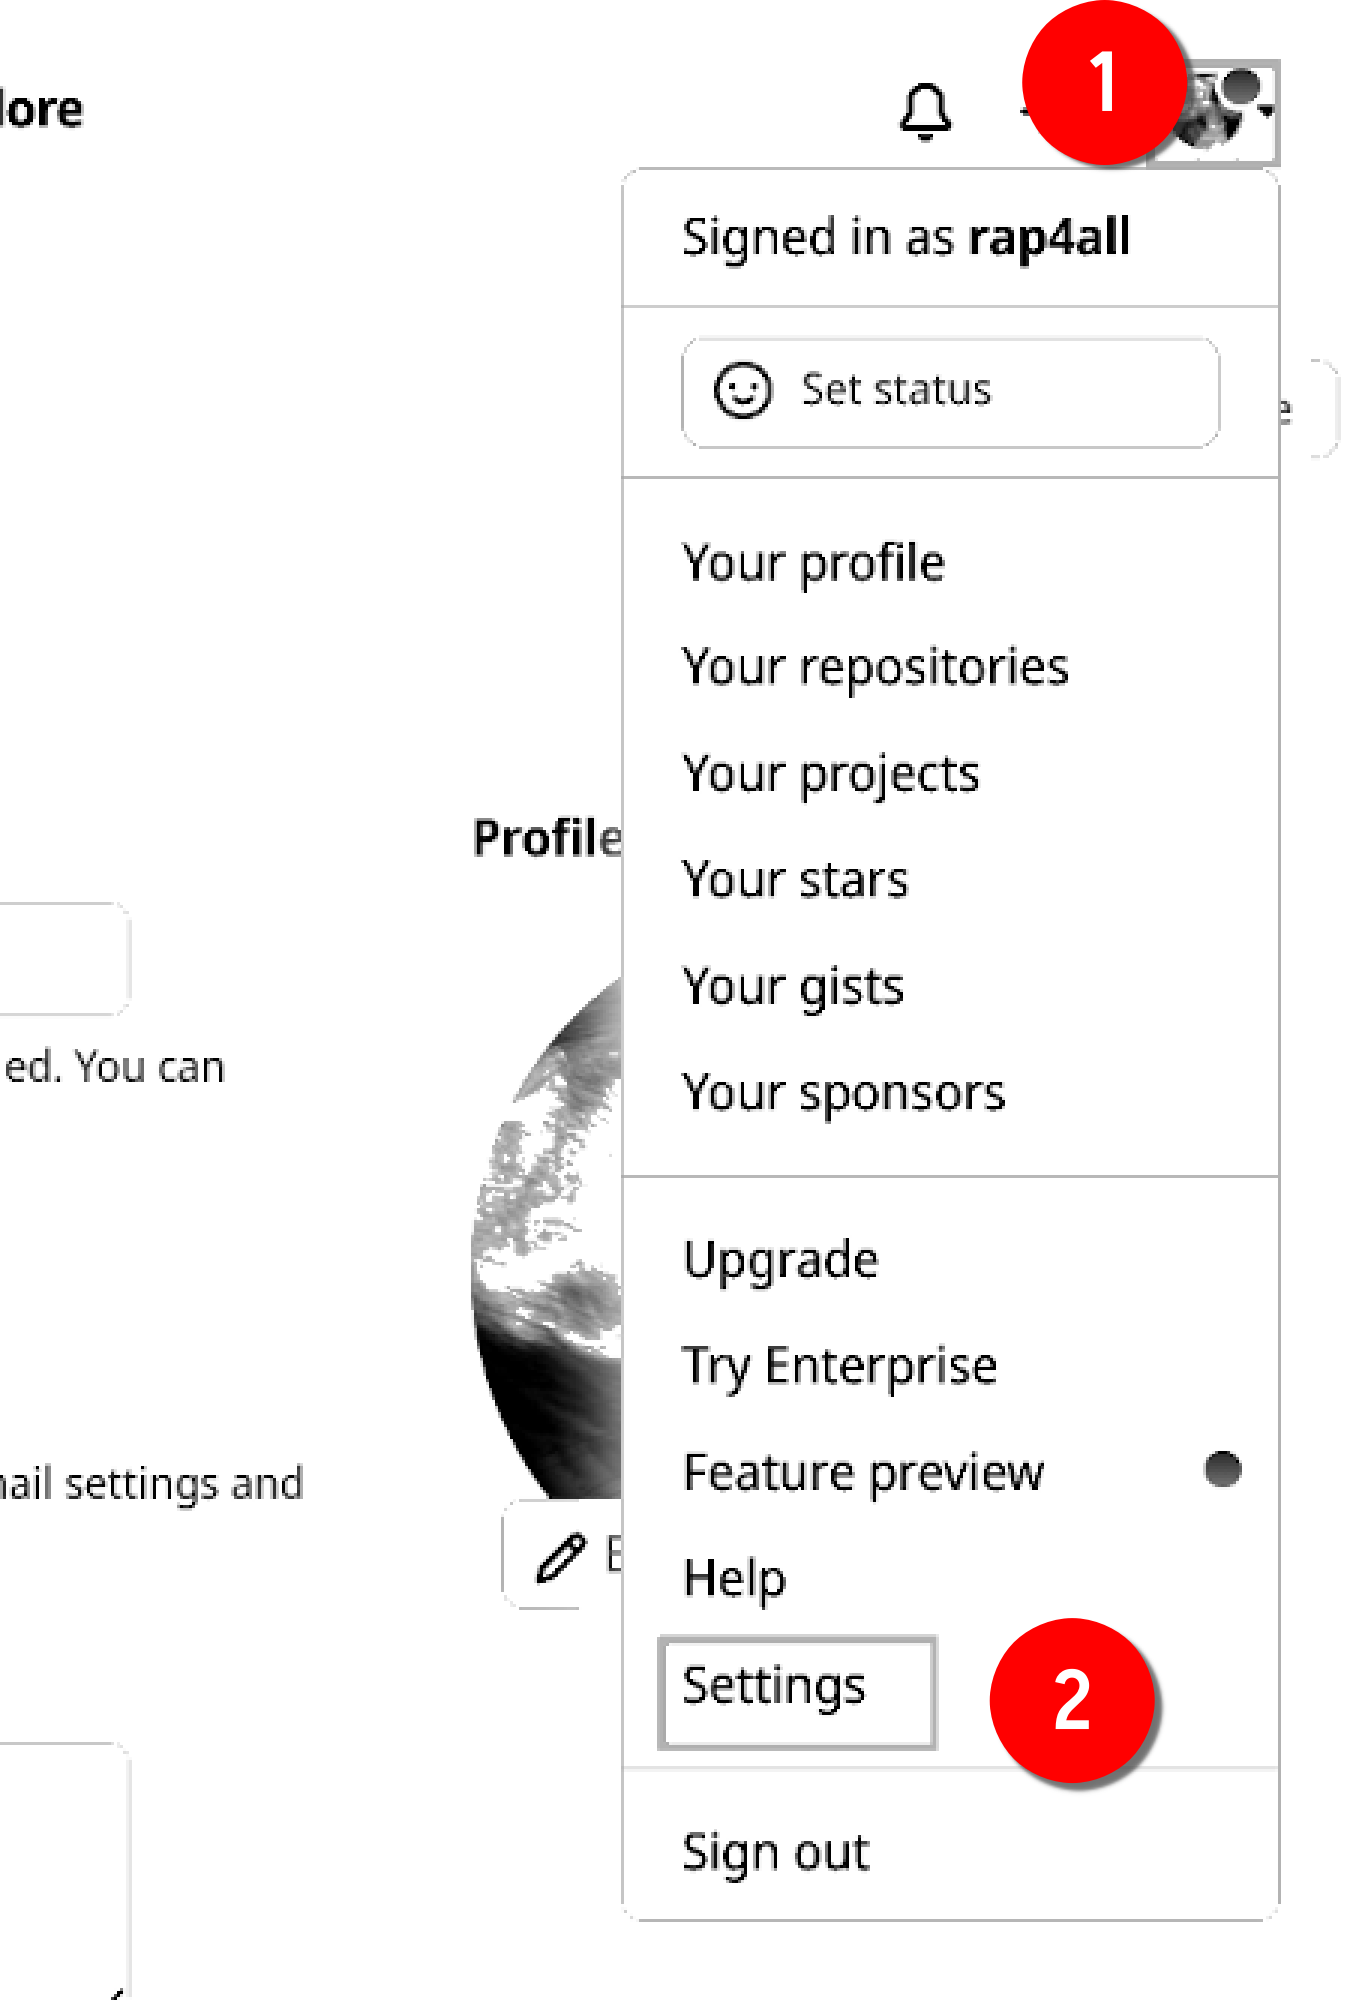 lore
1
Signed in as rap4all
Set status
e
Your profile
Your repositories
Your projects
Profile
Your stars
Your gists
ed. You can
Your sponsors
Upgrade
Try Enterprise
Feature preview
nail settings and
Help
Settings
2
Sign out